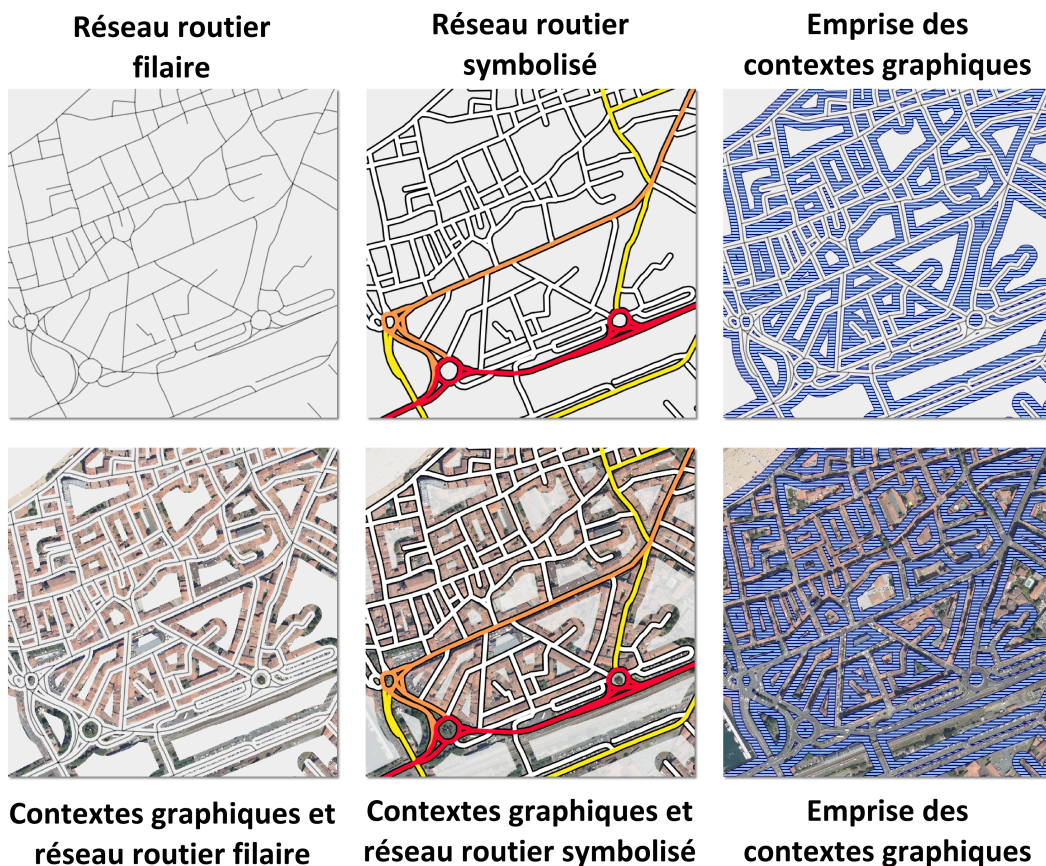 Réseau routier
filaire
Réseau routier
symbolisé
Emprise des
contextes graphiques
Contextes graphiques et
réseau routier filaire
Contextes graphiques et
réseau routier symbolisé
Emprise des
contextes graphiques